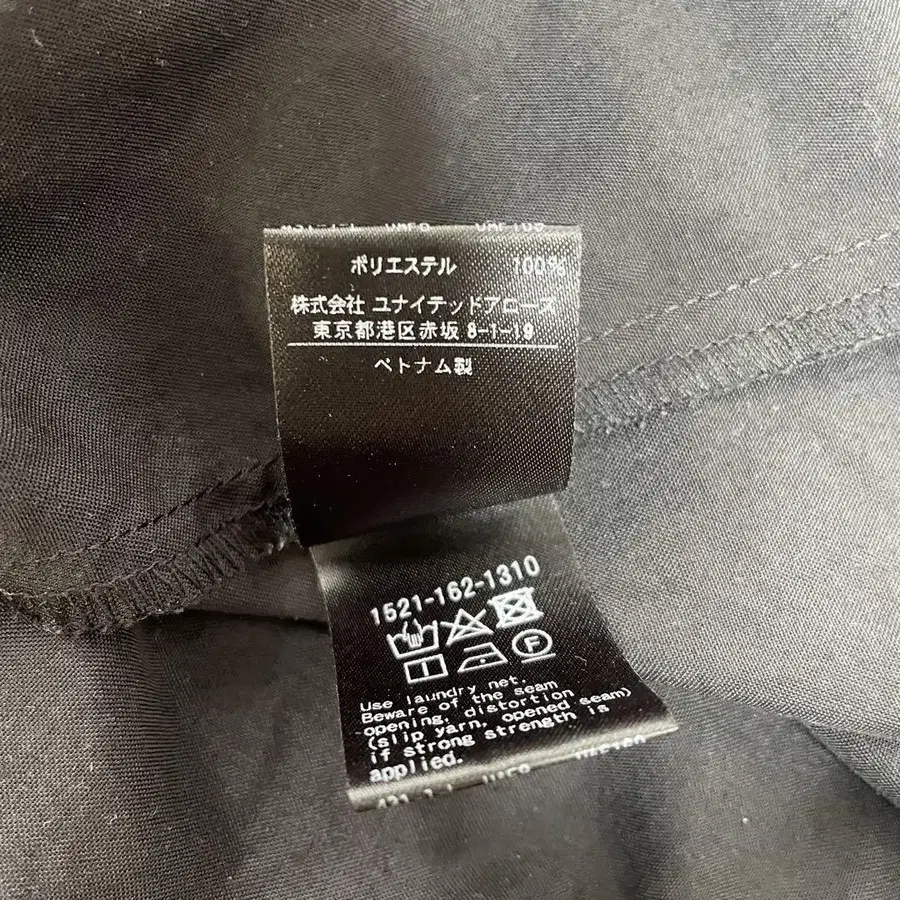 ポリエステル 100%
株式会社 ユナイテッドアローズ
東京都港区赤坂 8-1-19
ベトナム製
1521-162-1310
F
Use laundry net.
Beware of the seam
opening, distortion
(slip yarn, opened seam)
if strong strength is
applied.